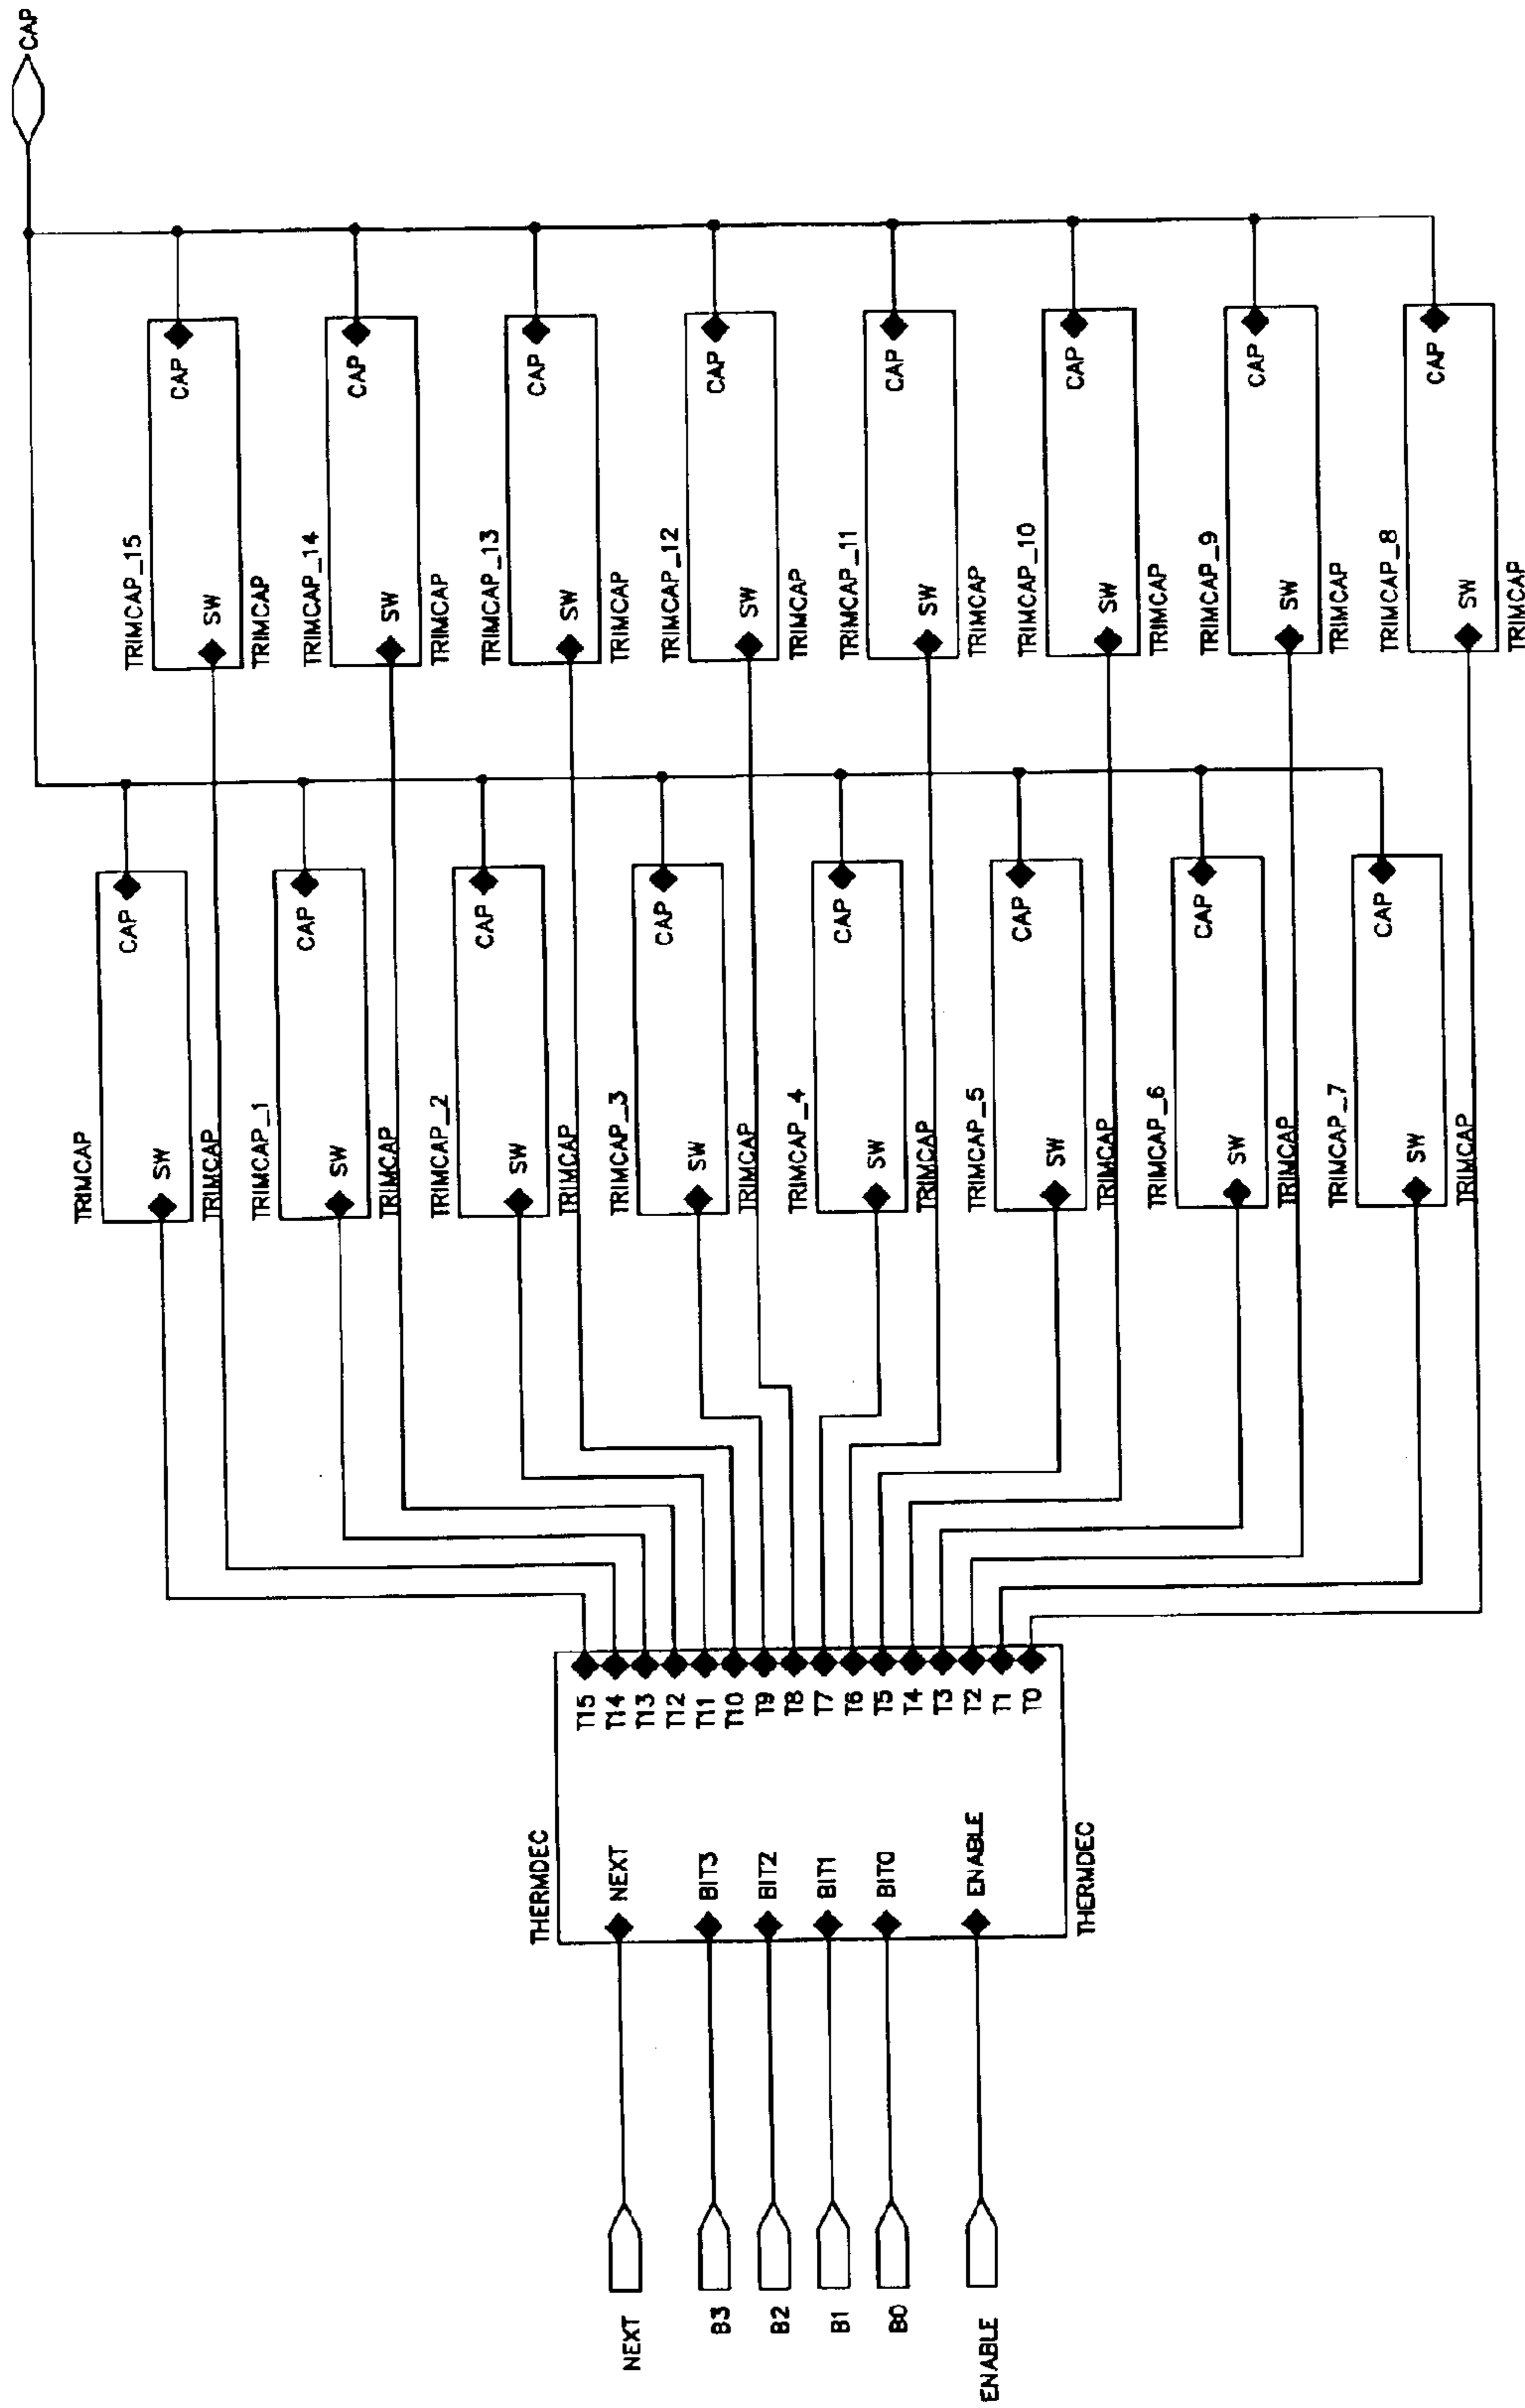 NEXT
B3
B2
B1
B0
ENABLE
THERMDEC
NEXT
BIT3
BIT2
BIT1
BIT0
ENABLE
T15
T14
T13
T12
T11
T10
T9
T8
T7
T6
T5
T4
T3
T2
T1
T0
THERMDEC
TRIMCAP
SW
CAP
TRIMCAP
TRIMCAP_1
SW
CAP
TRIMCAP
TRIMCAP_2
SW
CAP
TRIMCAP
TRIMCAP_3
SW
CAP
TRIMCAP
TRIMCAP_4
SW
CAP
TRIMCAP
TRIMCAP_5
SW
CAP
TRIMCAP
TRIMCAP_6
SW
CAP
TRIMCAP
TRIMCAP_7
SW
CAP
TRIMCAP
TRIMCAP_15
SW
CAP
TRIMCAP
TRIMCAP_14
SW
CAP
TRIMCAP
TRIMCAP_13
SW
CAP
TRIMCAP
TRIMCAP_12
SW
CAP
TRIMCAP
TRIMCAP_11
SW
CAP
TRIMCAP
TRIMCAP_10
SW
CAP
TRIMCAP
TRIMCAP_9
SW
CAP
TRIMCAP
TRIMCAP_8
SW
CAP
TRIMCAP
CAP